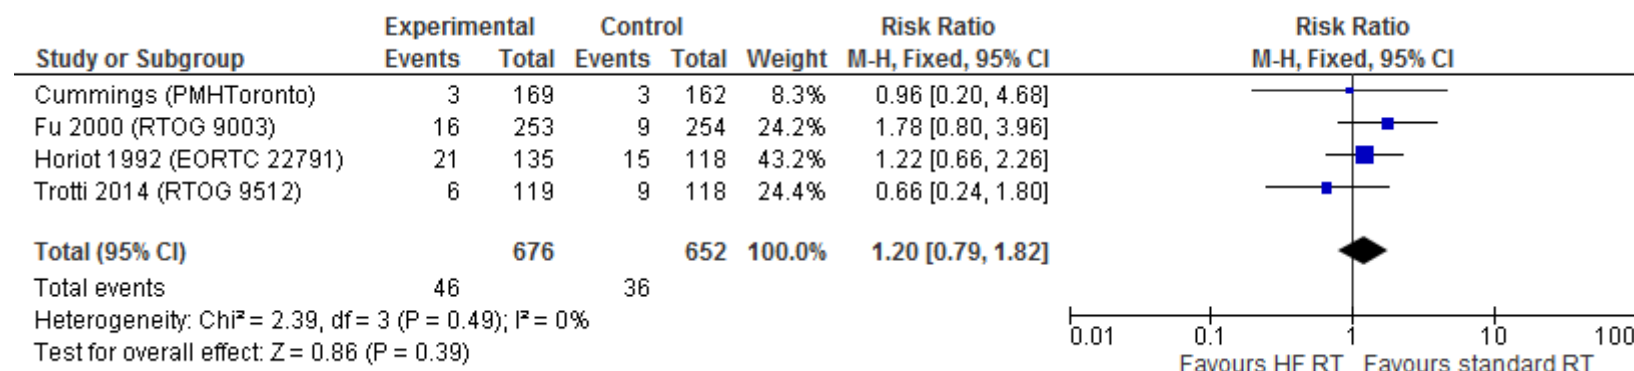 Experimental Control Risk Ratio Risk Ratio
Study or Subgroup Events Total Events Total Weight M-H, Fixed, 95% CI M-H, Fixed, 95% CI
Cummings (PMHToronto) 3 169 3 162 8.3% 0.96 [0.20, 4.68]
Fu 2000 (RTOG 9003) 16 253 9 254 24.2% 1.78 [0.80, 3.96]
Horiot 1992 (EORTC 22791) 21 135 15 118 43.2% 1.22 [0.66, 2.26]
Trotti 2014 (RTOG 9512) 6 119 9 118 24.4% 0.66 [0.24, 1.80]
Total (95% CI) 676 652 100.0% 1.20 [0.79, 1.82]
Total events 46 36
Heterogeneity: Chi² = 2.39, df = 3 (P = 0.49); I² = 0%
Test for overall effect: Z = 0.86 (P = 0.39)
0.01 0.1 1 10 100
Favours HF RT Favours standard RT